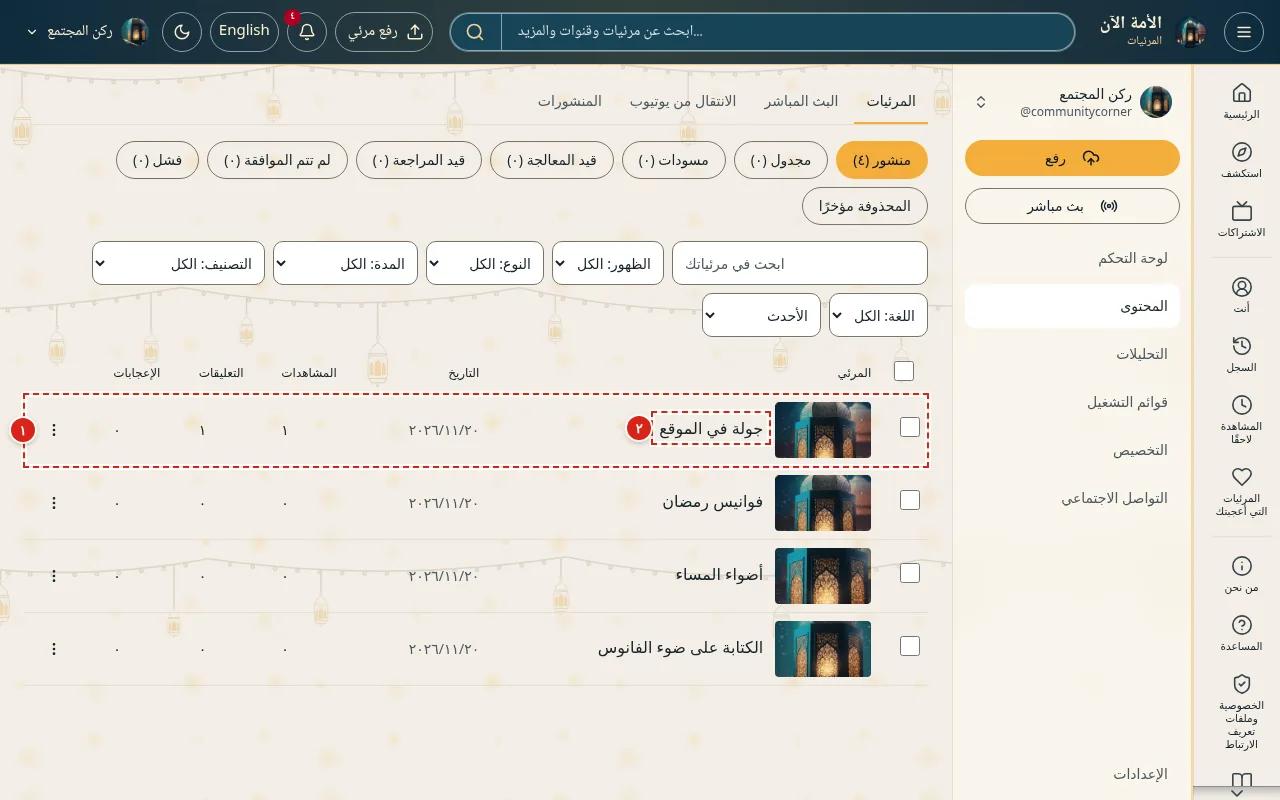 الأمة الآن
المرئيات
ابحث عن مرئيات وقنوات والمزيد...
رفع مرئي
٤
English
ركن المجتمع
الرئيسية
استكشف
الاشتراكات
أنت
السجل
المشاهدة
لاحقًا
المرئيات
التي أعجبتك
من نحن
المساعدة
الخصوصية
وملفات
تعريف
الارتباط
ركن المجتمع
@communitycorner
رفع
بث مباشر
لوحة التحكم
المحتوى
التحليلات
قوائم التشغيل
التخصيص
التواصل الاجتماعي
الإعدادات
المرئيات البث المباشر الانتقال من يوتيوب المنشورات
منشور (٤) مجدول (٠) مسودات (٠) قيد المعالجة (٠) قيد المراجعة (٠) لم تتم الموافقة (٠) فشل (٠)
المحذوفة مؤخرًا
ابحث في مرئياتك الظهور: الكل النوع: الكل المدة: الكل التصنيف: الكل
اللغة: الكل الأحدث
المرئي التاريخ المشاهدات التعليقات الإعجابات
جولة في الموقع ٢ ٢٠٢٦/١١/٢٠ ١ ١ ٠ ١
فوانيس رمضان ٢٠٢٦/١١/٢٠ ٠ ٠ ٠
أضواء المساء ٢٠٢٦/١١/٢٠ ٠ ٠ ٠
الكتابة على ضوء الفانوس ٢٠٢٦/١١/٢٠ ٠ ٠ ٠